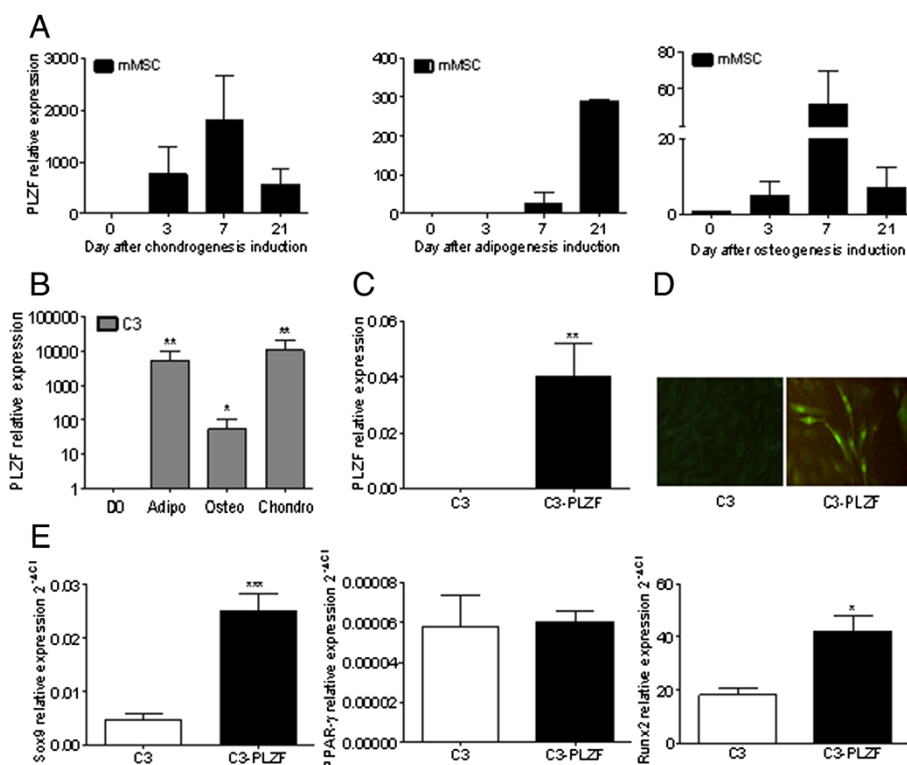 A
PLZF relative expression
3000
2000
1000
0
mMSC
0 3 7 21
Day after chondrogenesis induction
400
300
200
100
0
mMSC
0 3 7 21
Day after adipogenesis induction
80
60
20
10
0
mMSC
0 3 7 21
Day after osteogenesis induction
B
PLZF relative expression
100000
10000
1000
100
10
1
C3
** * **
D0 Adipo Osteo Chondro
C
PLZF relative expression
0.06
0.04
0.02
0.00
**
C3 C3-PLZF
D
C3 C3-PLZF
E
Sox9 relative expression 2^-ΔCt
0.03
0.02
0.01
0.00
***
C3 C3-PLZF
PPAR-γ relative expression 2^-ΔCt
0.00008
0.00006
0.00004
0.00002
0.00000
C3 C3-PLZF
Runx2 relative expression 2^-ΔCt
60
40
20
0
*
C3 C3-PLZF